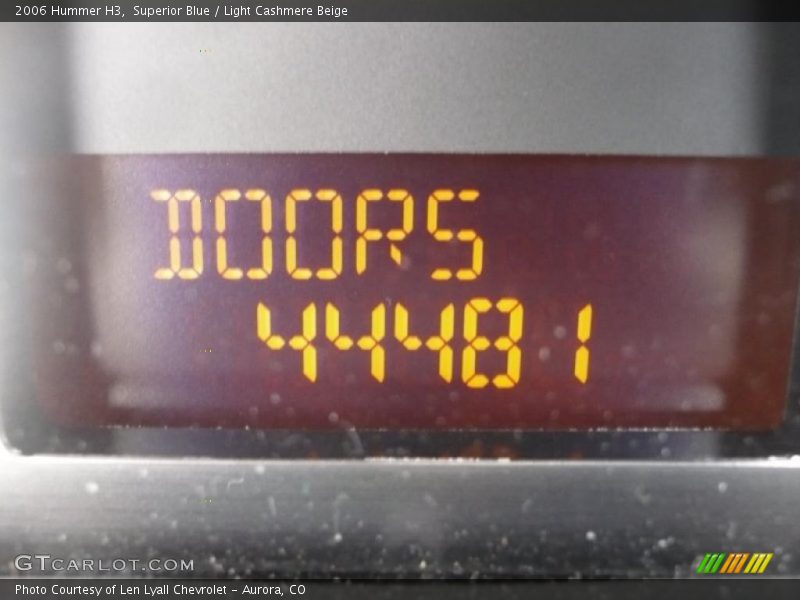 2006 Hummer H3,  Superior Blue / Light Cashmere Beige
DOORS
44481
GTCARLOT.COM
Photo Courtesy of Len Lyall Chevrolet - Aurora, CO